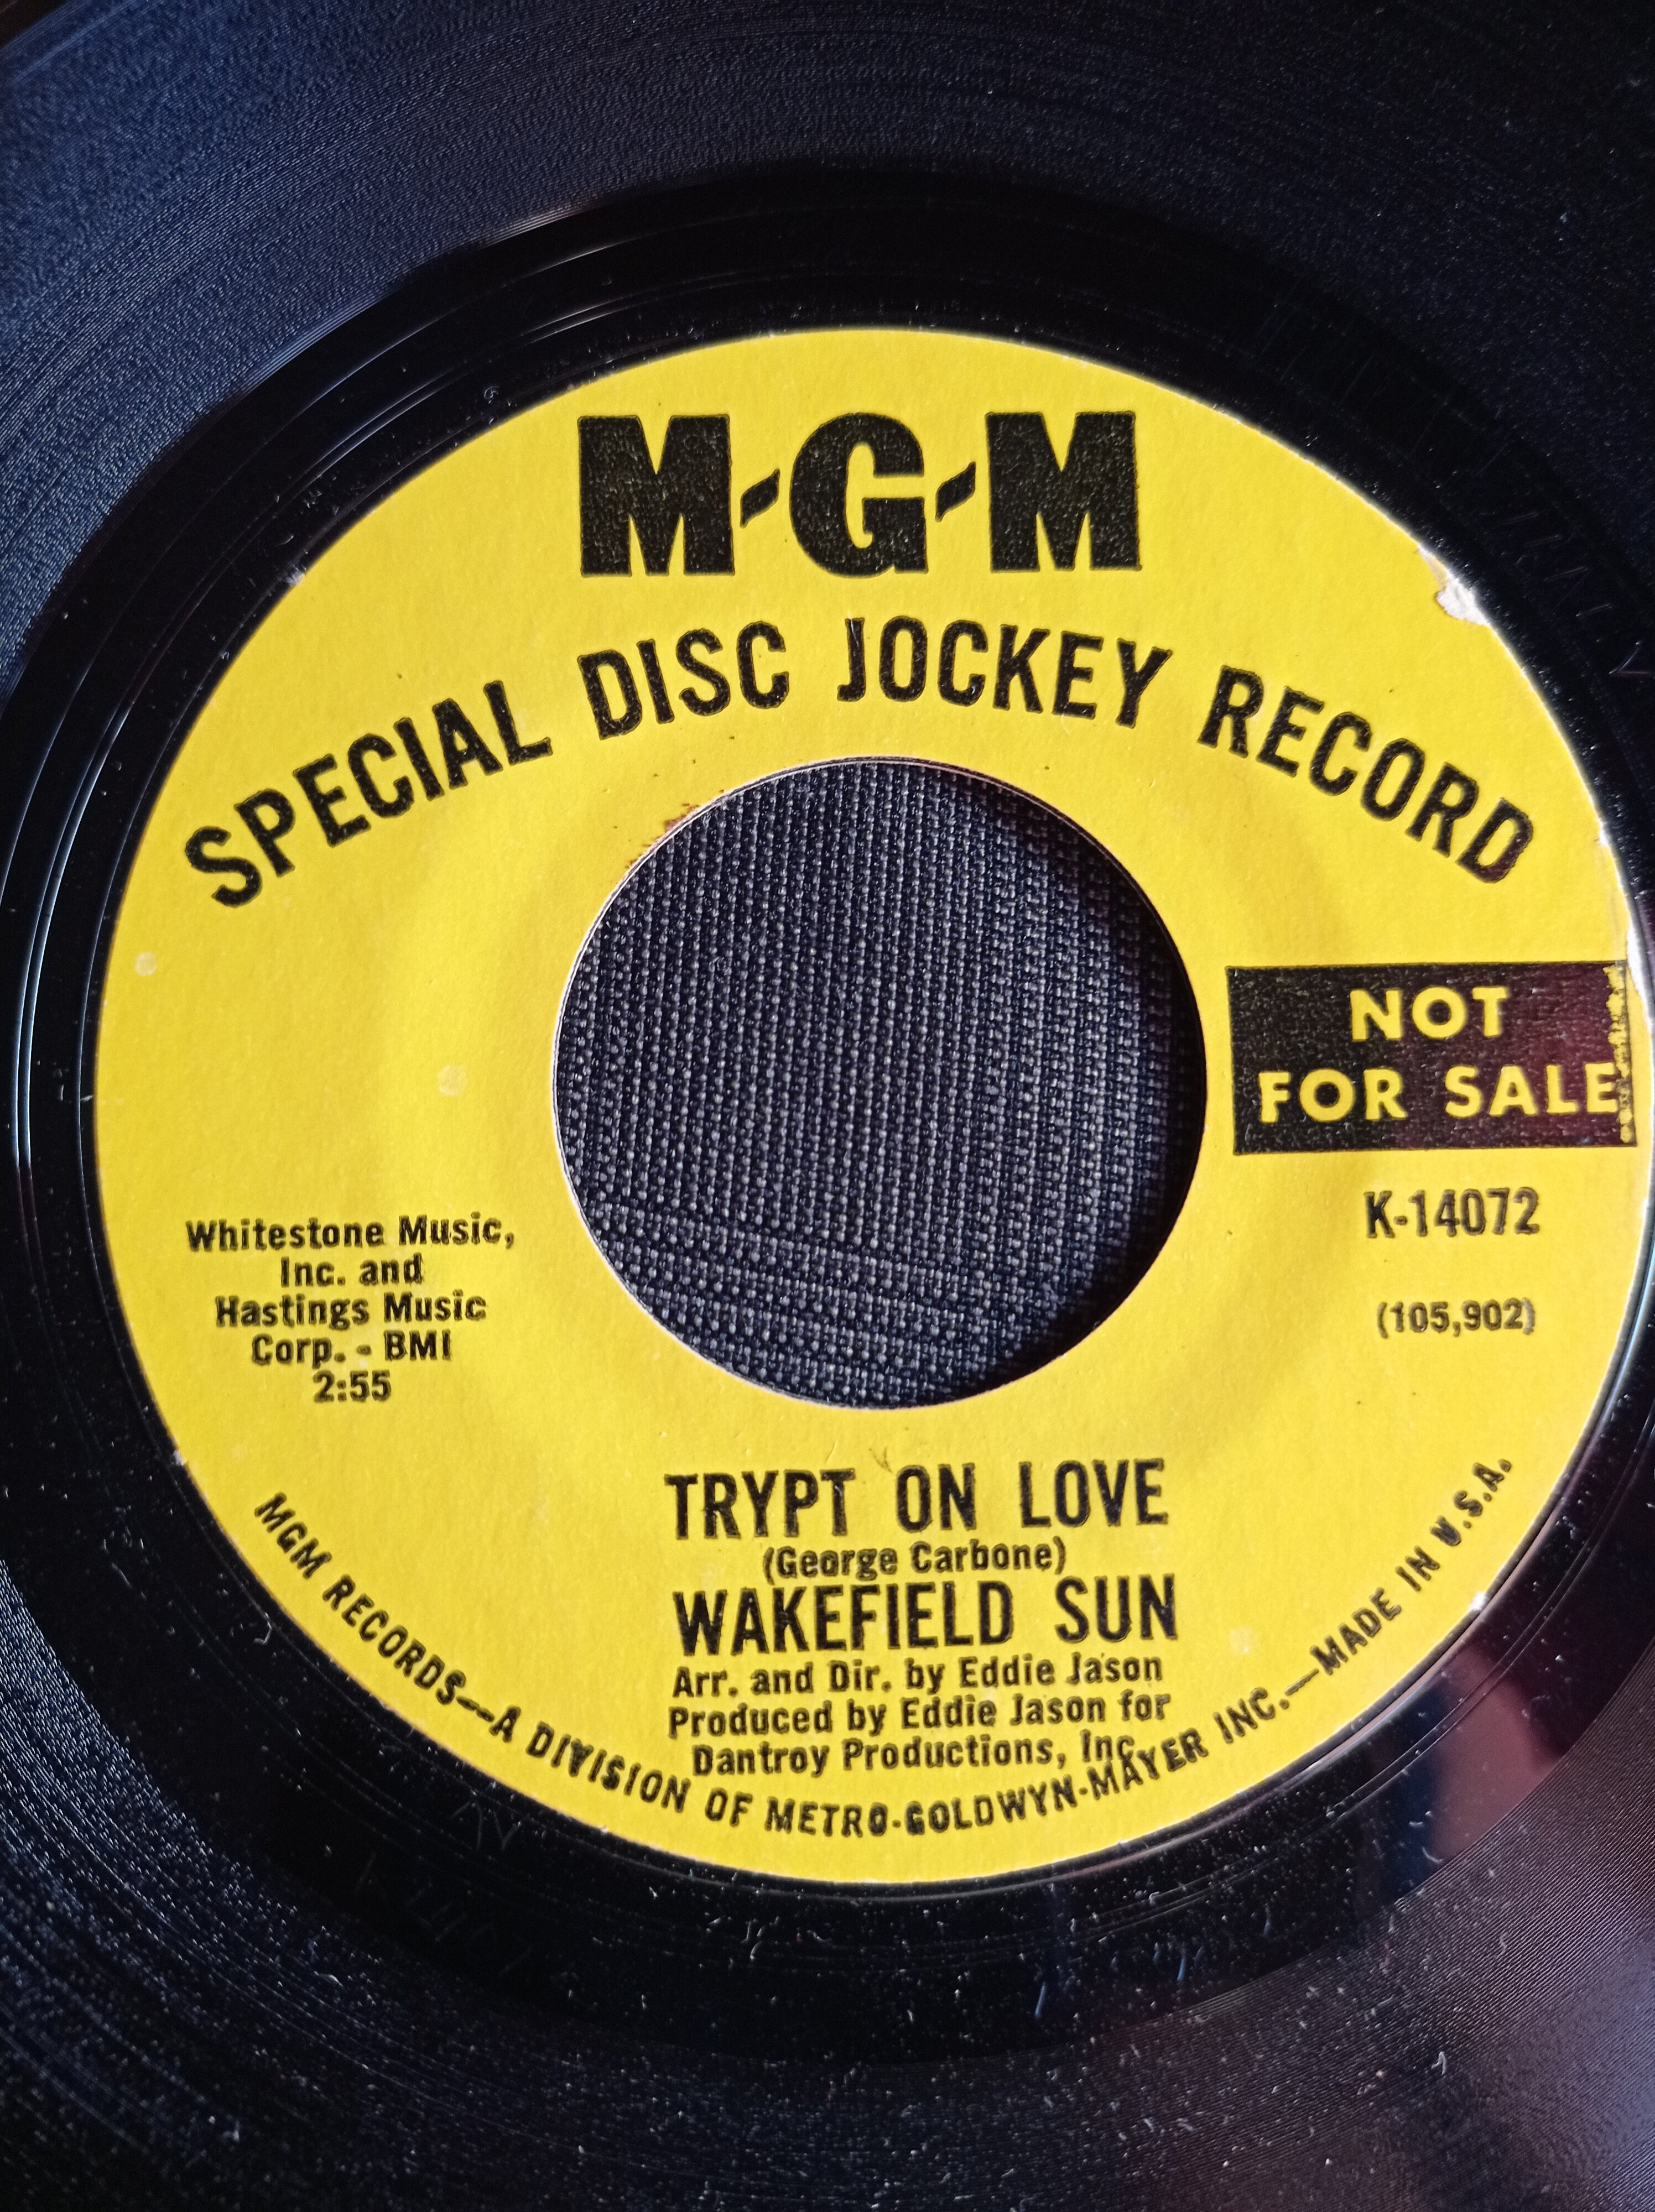 M-G-M
SPECIAL DISC JOCKEY RECORD
NOT
FOR SALE
K-14072
(105,902)
Whitestone Music,
Inc. and
Hastings Music
Corp. - BMI
2:55
TRYPT ON LOVE
(George Carbone)
WAKEFIELD SUN
Arr. and Dir. by Eddie Jason
Produced by Eddie Jason for
Dantroy Productions, Inc.
MGM RECORDS—A DIVISION OF METRO-GOLDWYN-MAYER INC.—MADE IN U.S.A.